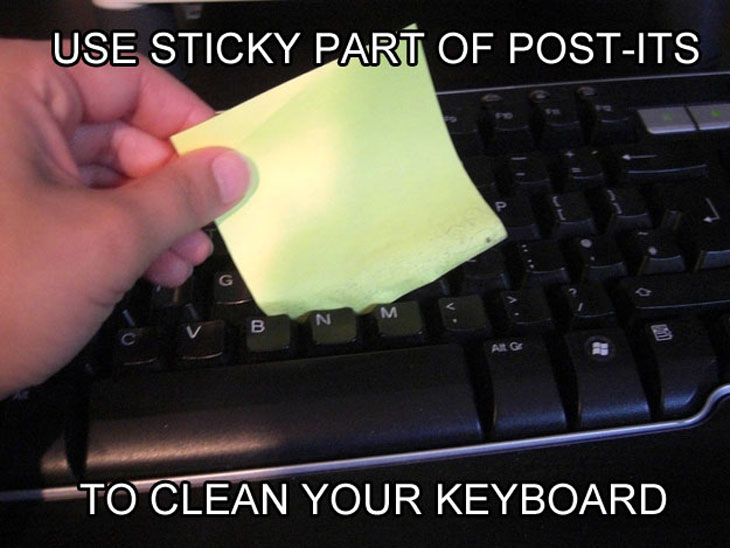 USE STICKY PART OF POST-ITS
P
G
C V B N M < >
?
Alt Gr
TO CLEAN YOUR KEYBOARD